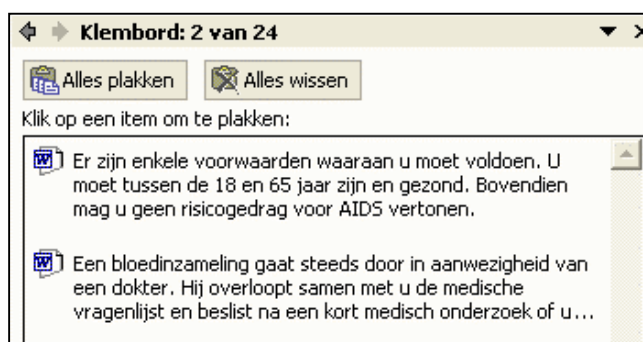 Klembord: 2 van 24
Alles plakken Alles wissen
Klik op een item om te plakken:
Er zijn enkele voorwaarden waaraan u moet voldoen. U
moet tussen de 18 en 65 jaar zijn en gezond. Bovendien
mag u geen risicogedrag voor AIDS vertonen.
Een bloedinzameling gaat steeds door in aanwezigheid van
een dokter. Hij overloopt samen met u de medische
vragenlijst en beslist na een kort medisch onderzoek of u...